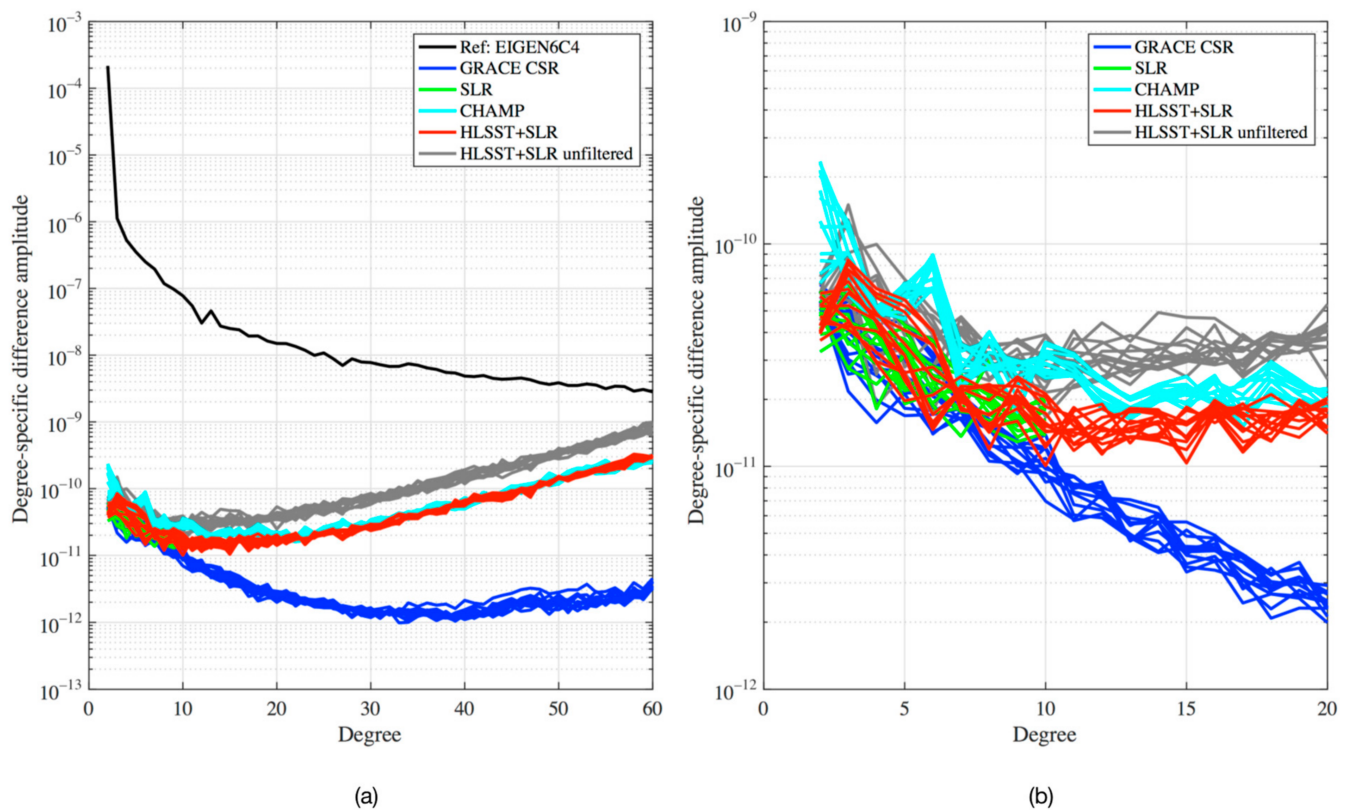 10⁻³
10⁻⁴
10⁻⁵
10⁻⁶
10⁻⁷
10⁻⁸
10⁻⁹
10⁻¹⁰
10⁻¹¹
10⁻¹²
10⁻¹³
Degree-specific difference amplitude
Ref: EIGEN6C4
GRACE CSR
SLR
CHAMP
HLSST+SLR
HLSST+SLR unfiltered
0 10 20 30 40 50 60
Degree
(a)
10⁻⁹
10⁻¹⁰
10⁻¹¹
10⁻¹²
Degree-specific difference amplitude
GRACE CSR
SLR
CHAMP
HLSST+SLR
HLSST+SLR unfiltered
0 5 10 15 20
Degree
(b)